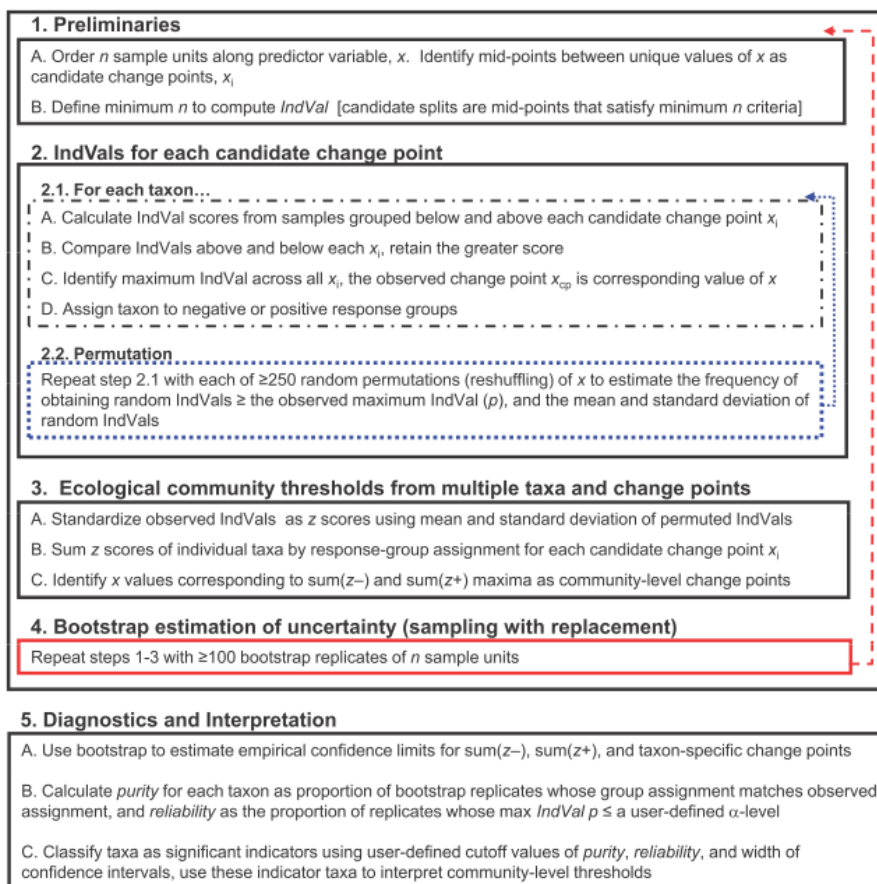 1. Preliminaries
A. Order n sample units along predictor variable, x. Identify mid-points between unique values of x as
candidate change points, xi
B. Define minimum n to compute IndVal [candidate splits are mid-points that satisfy minimum n criteria]
2. IndVals for each candidate change point
2.1. For each taxon...
A. Calculate IndVal scores from samples grouped below and above each candidate change point xi
B. Compare IndVals above and below each xi, retain the greater score
C. Identify maximum IndVal across all xi, the observed change point xcp is corresponding value of x
D. Assign taxon to negative or positive response groups
2.2. Permutation
Repeat step 2.1 with each of ≥250 random permutations (reshuffling) of x to estimate the frequency of
obtaining random IndVals ≥ the observed maximum IndVal (p), and the mean and standard deviation of
random IndVals
3. Ecological community thresholds from multiple taxa and change points
A. Standardize observed IndVals as z scores using mean and standard deviation of permuted IndVals
B. Sum z scores of individual taxa by response-group assignment for each candidate change point xi
C. Identify x values corresponding to sum(z–) and sum(z+) maxima as community-level change points
4. Bootstrap estimation of uncertainty (sampling with replacement)
Repeat steps 1-3 with ≥100 bootstrap replicates of n sample units
5. Diagnostics and Interpretation
A. Use bootstrap to estimate empirical confidence limits for sum(z–), sum(z+), and taxon-specific change points
B. Calculate purity for each taxon as proportion of bootstrap replicates whose group assignment matches observed
assignment, and reliability as the proportion of replicates whose max IndVal p ≤ a user-defined α-level
C. Classify taxa as significant indicators using user-defined cutoff values of purity, reliability, and width of
confidence intervals, use these indicator taxa to interpret community-level thresholds